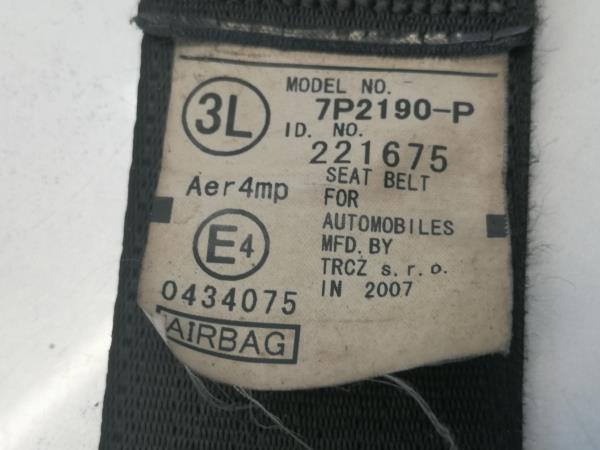 3L
MODEL NO.
7P2190-P
ID. NO.
221675
Aer4mp
SEAT BELT
FOR
AUTOMOBILES
MFD. BY
TRCZ s.r.o.
IN 2007
E4
0434075
AIRBAG